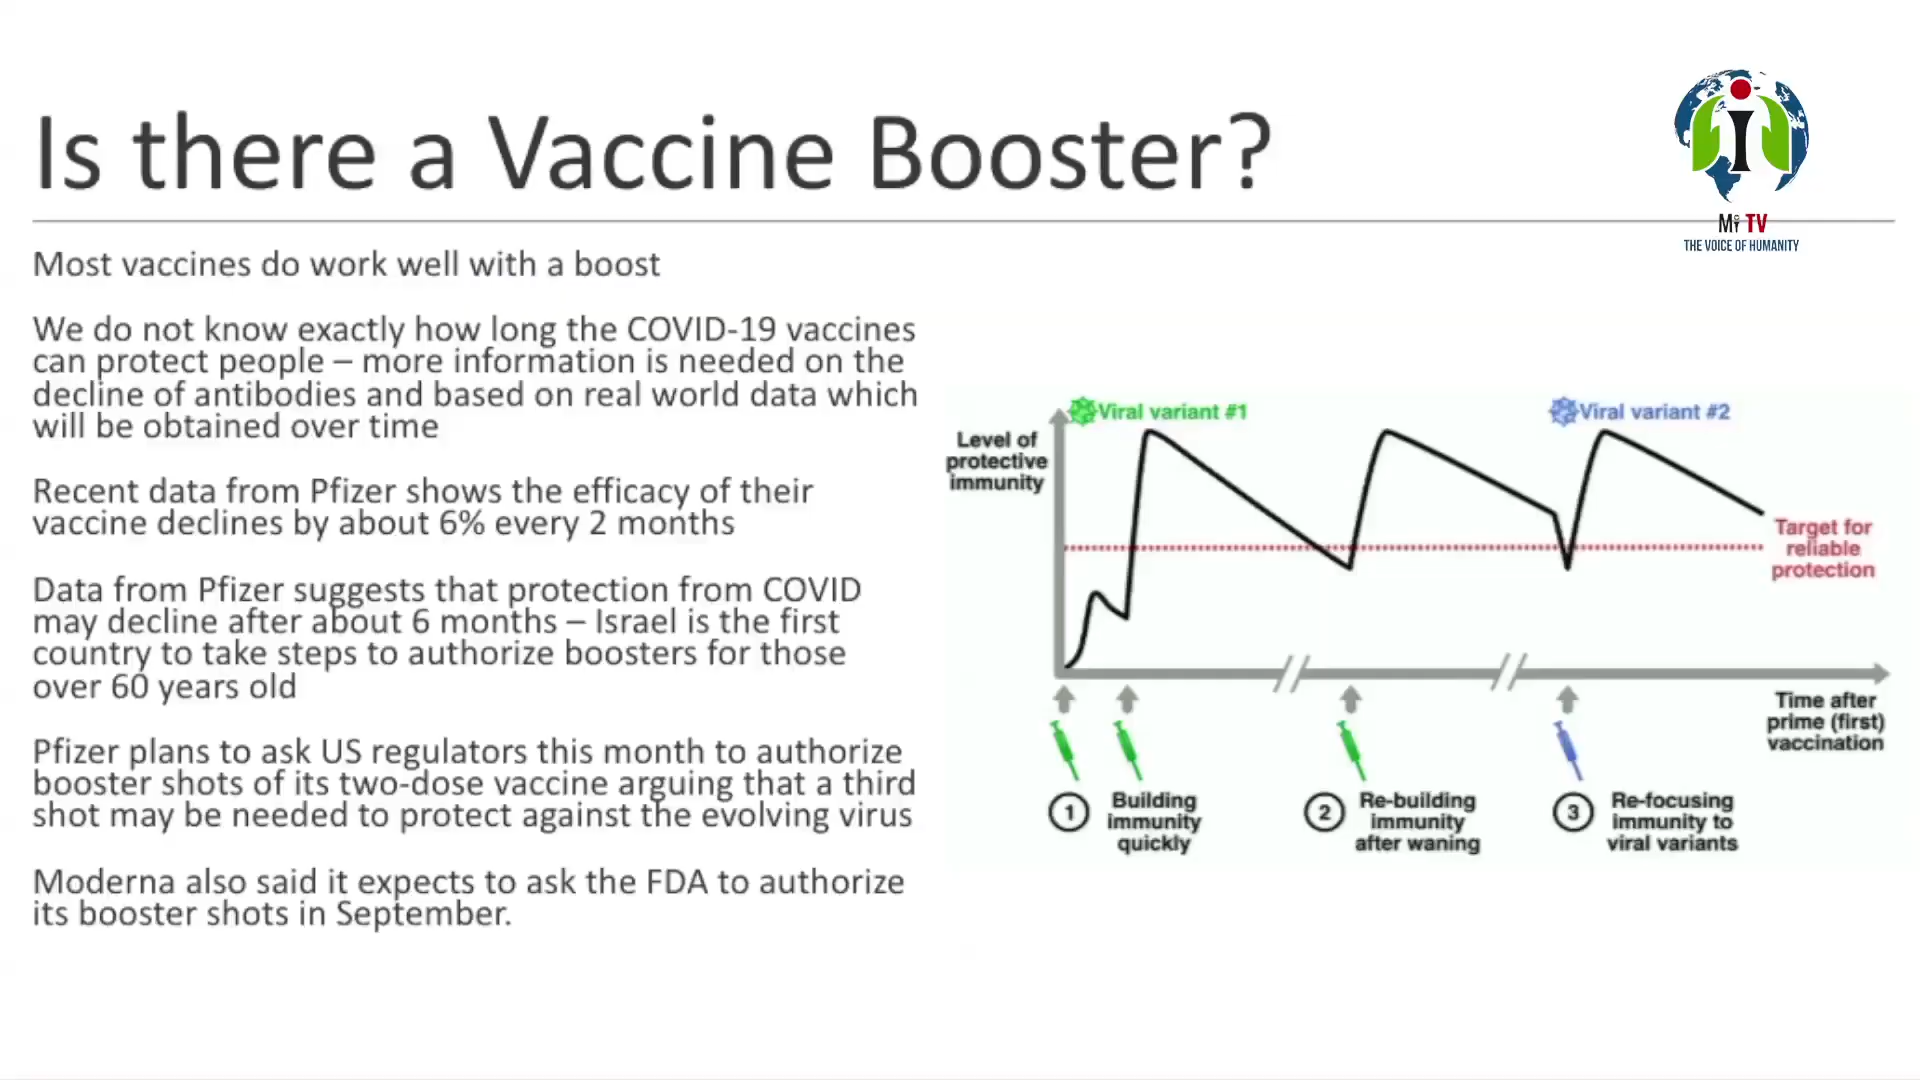 Is there a Vaccine Booster?
Mi TV
THE VOICE OF HUMANITY
Most vaccines do work well with a boost
We do not know exactly how long the COVID-19 vaccines
can protect people – more information is needed on the
decline of antibodies and based on real world data which
will be obtained over time
Recent data from Pfizer shows the efficacy of their
vaccine declines by about 6% every 2 months
Data from Pfizer suggests that protection from COVID
may decline after about 6 months – Israel is the first
country to take steps to authorize boosters for those
over 60 years old
Pfizer plans to ask US regulators this month to authorize
booster shots of its two-dose vaccine arguing that a third
shot may be needed to protect against the evolving virus
Moderna also said it expects to ask the FDA to authorize
its booster shots in September.
Viral variant #1
Viral variant #2
Level of
protective
immunity
Target for
reliable
protection
Time after
prime (first)
vaccination
1
Building
immunity
quickly
2
Re-building
immunity
after waning
3
Re-focusing
immunity to
viral variants